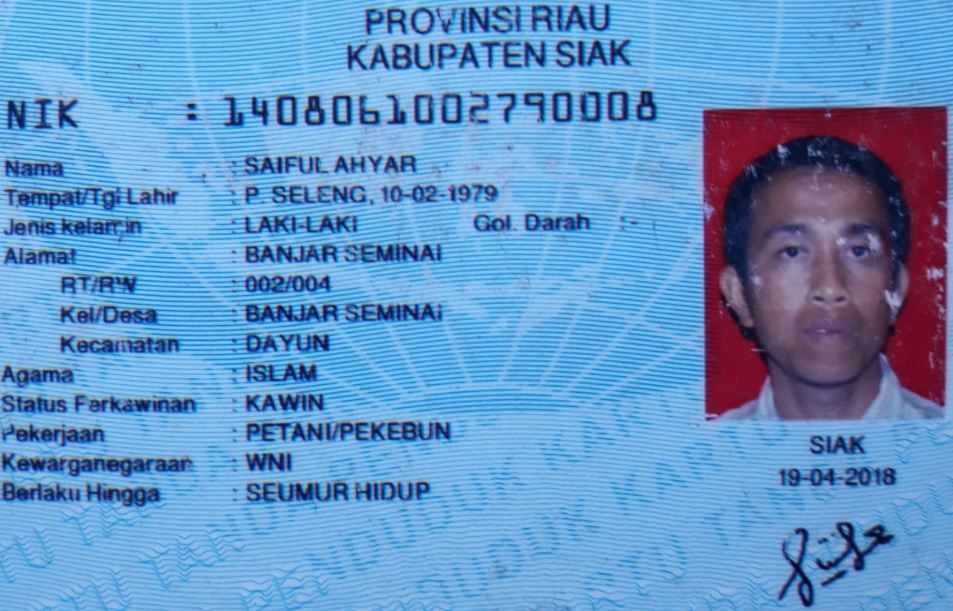 PROVINSI RIAU
KABUPATEN SIAK
NIK : 1408061002790008
Nama : SAIFUL AHYAR
Tempat/Tgl Lahir : P. SELENG, 10-02-1979
Jenis kelamin : LAKI-LAKI Gol. Darah : -
Alamat : BANJAR SEMINAI
RT/RW : 002/004
Kel/Desa : BANJAR SEMINAI
Kecamatan : DAYUN
Agama : ISLAM
Status Perkawinan : KAWIN
Pekerjaan : PETANI/PEKEBUN
Kewarganegaraan : WNI
Berlaku Hingga : SEUMUR HIDUP
SIAK
19-04-2018